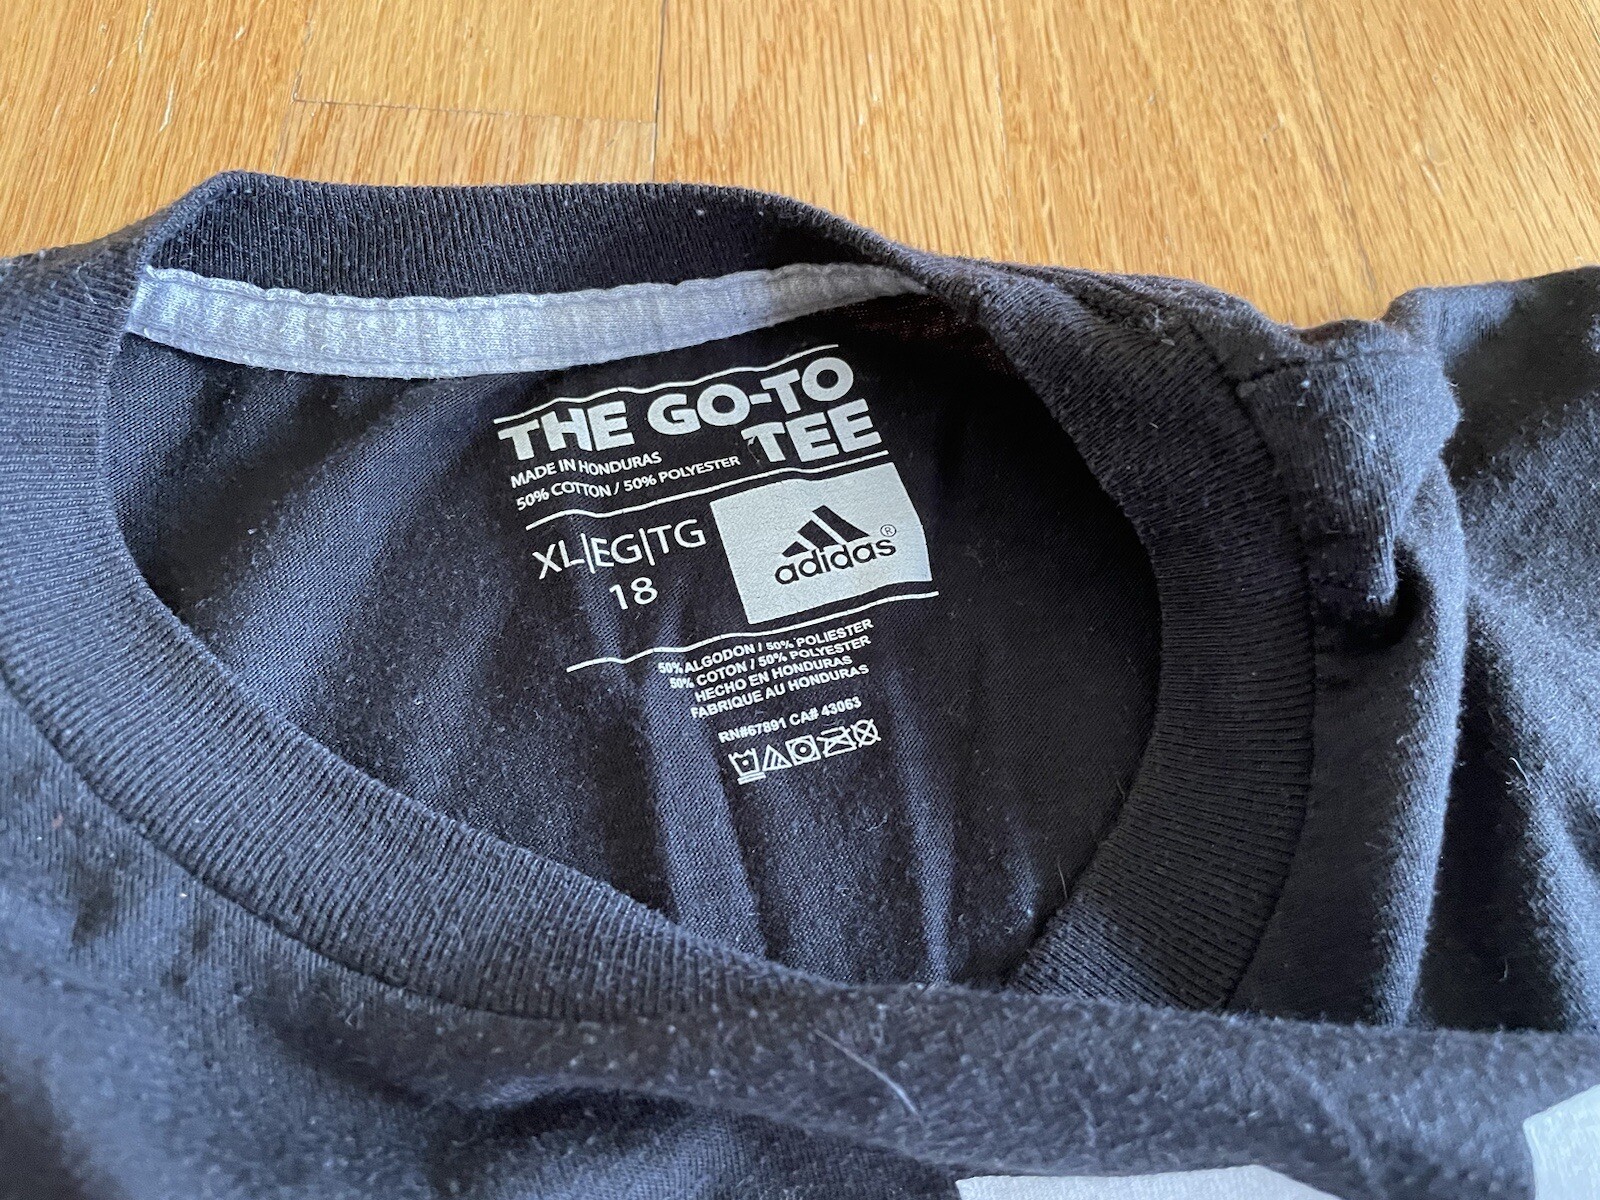 THE GO-TO
TEE
MADE IN HONDURAS
50% COTTON / 50% POLYESTER
XL|EG|TG
18
adidas®
50% ALGODON / 50% POLIESTER
50% COTON / 50% POLYESTER
HECHO EN HONDURAS
FABRIQUE AU HONDURAS
RN#67891 CA# 43063